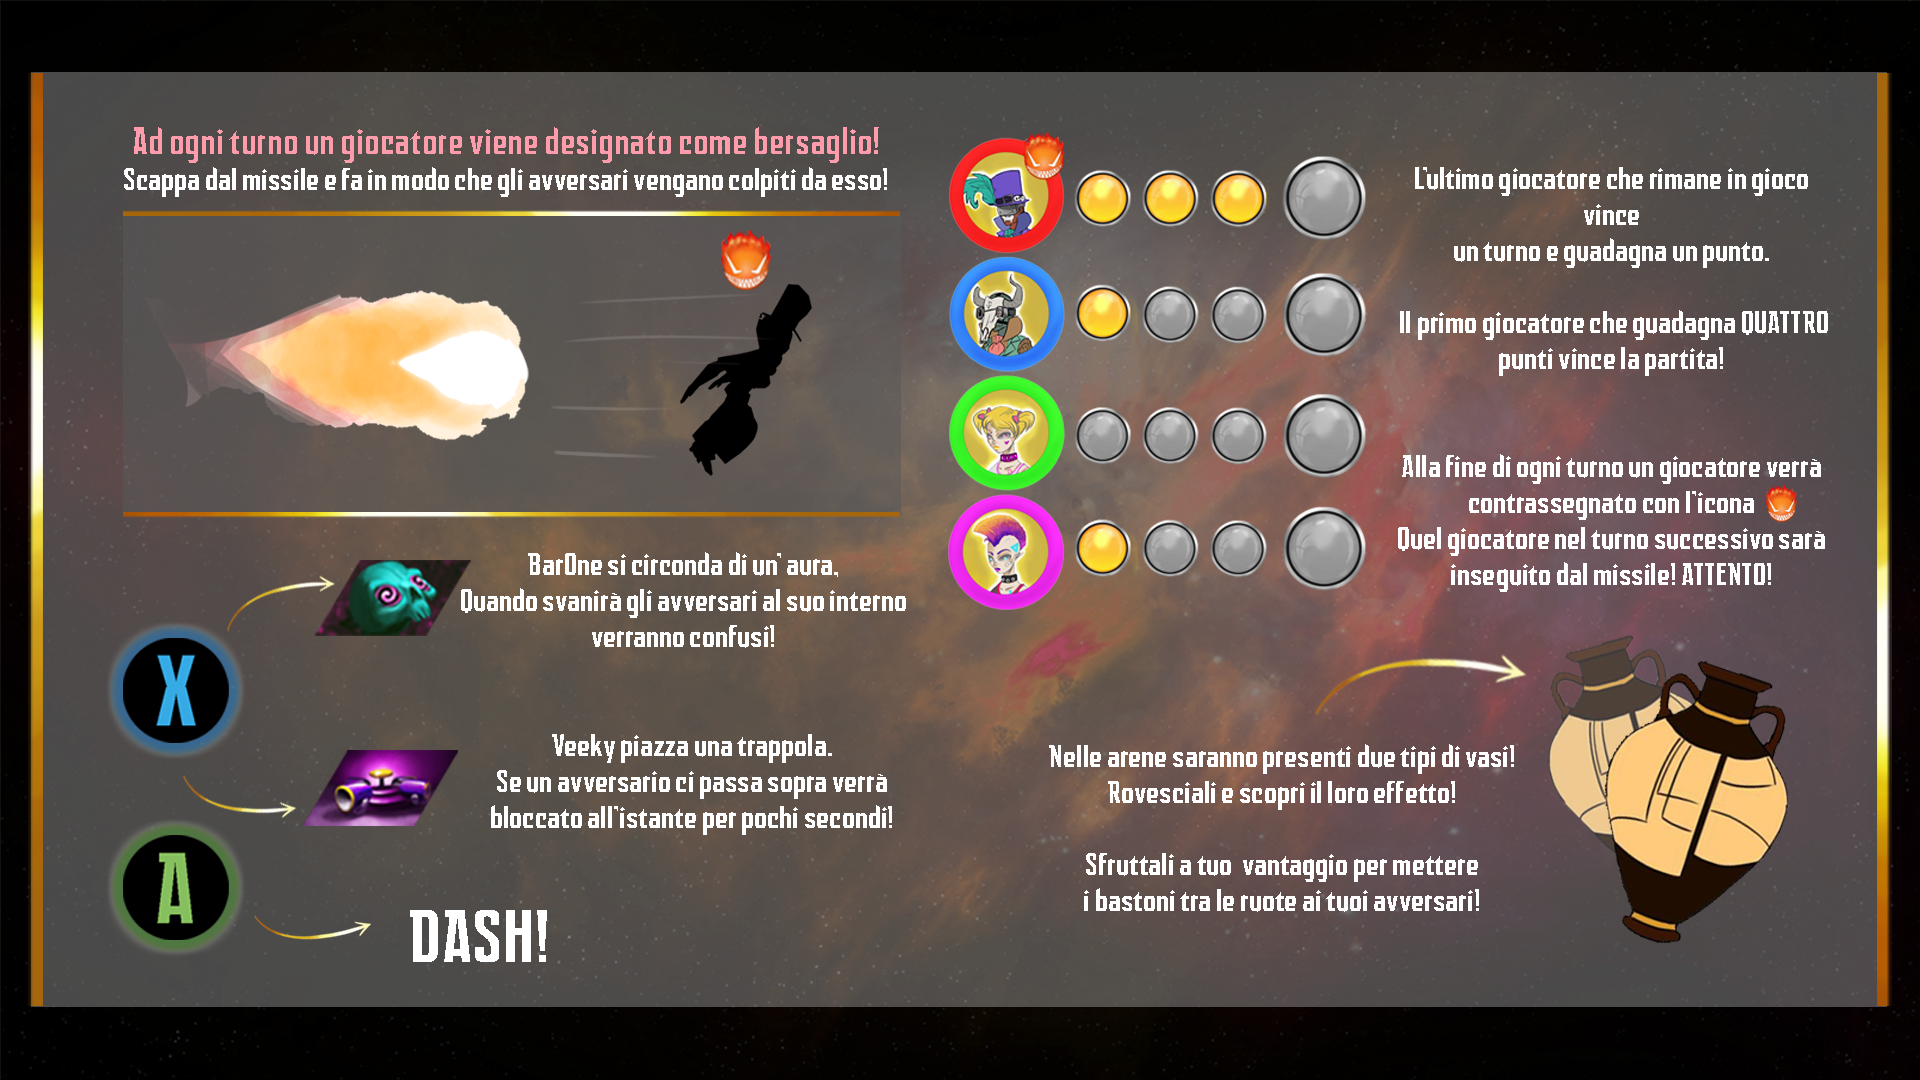 Ad ogni turno un giocatore viene designato come bersaglio!
Scappa dal missile e fa in modo che gli avversari vengano colpiti da esso!
BarOne si circonda di un' aura,
Quando svanirà gli avversari al suo interno
verranno confusi!
X
Veeky piazza una trappola.
Se un avversario ci passa sopra verrà
bloccato all'istante per pochi secondi!
A
DASH!
L'ultimo giocatore che rimane in gioco
vince
un turno e guadagna un punto.
Il primo giocatore che guadagna QUATTRO
punti vince la partita!
Alla fine di ogni turno un giocatore verrà
contrassegnato con l'icona
Quel giocatore nel turno successivo sarà
inseguito dal missile! ATTENTO!
Nelle arene saranno presenti due tipi di vasi!
Rovesciali e scopri il loro effetto!
Sfruttali a tuo vantaggio per mettere
i bastoni tra le ruote ai tuoi avversari!